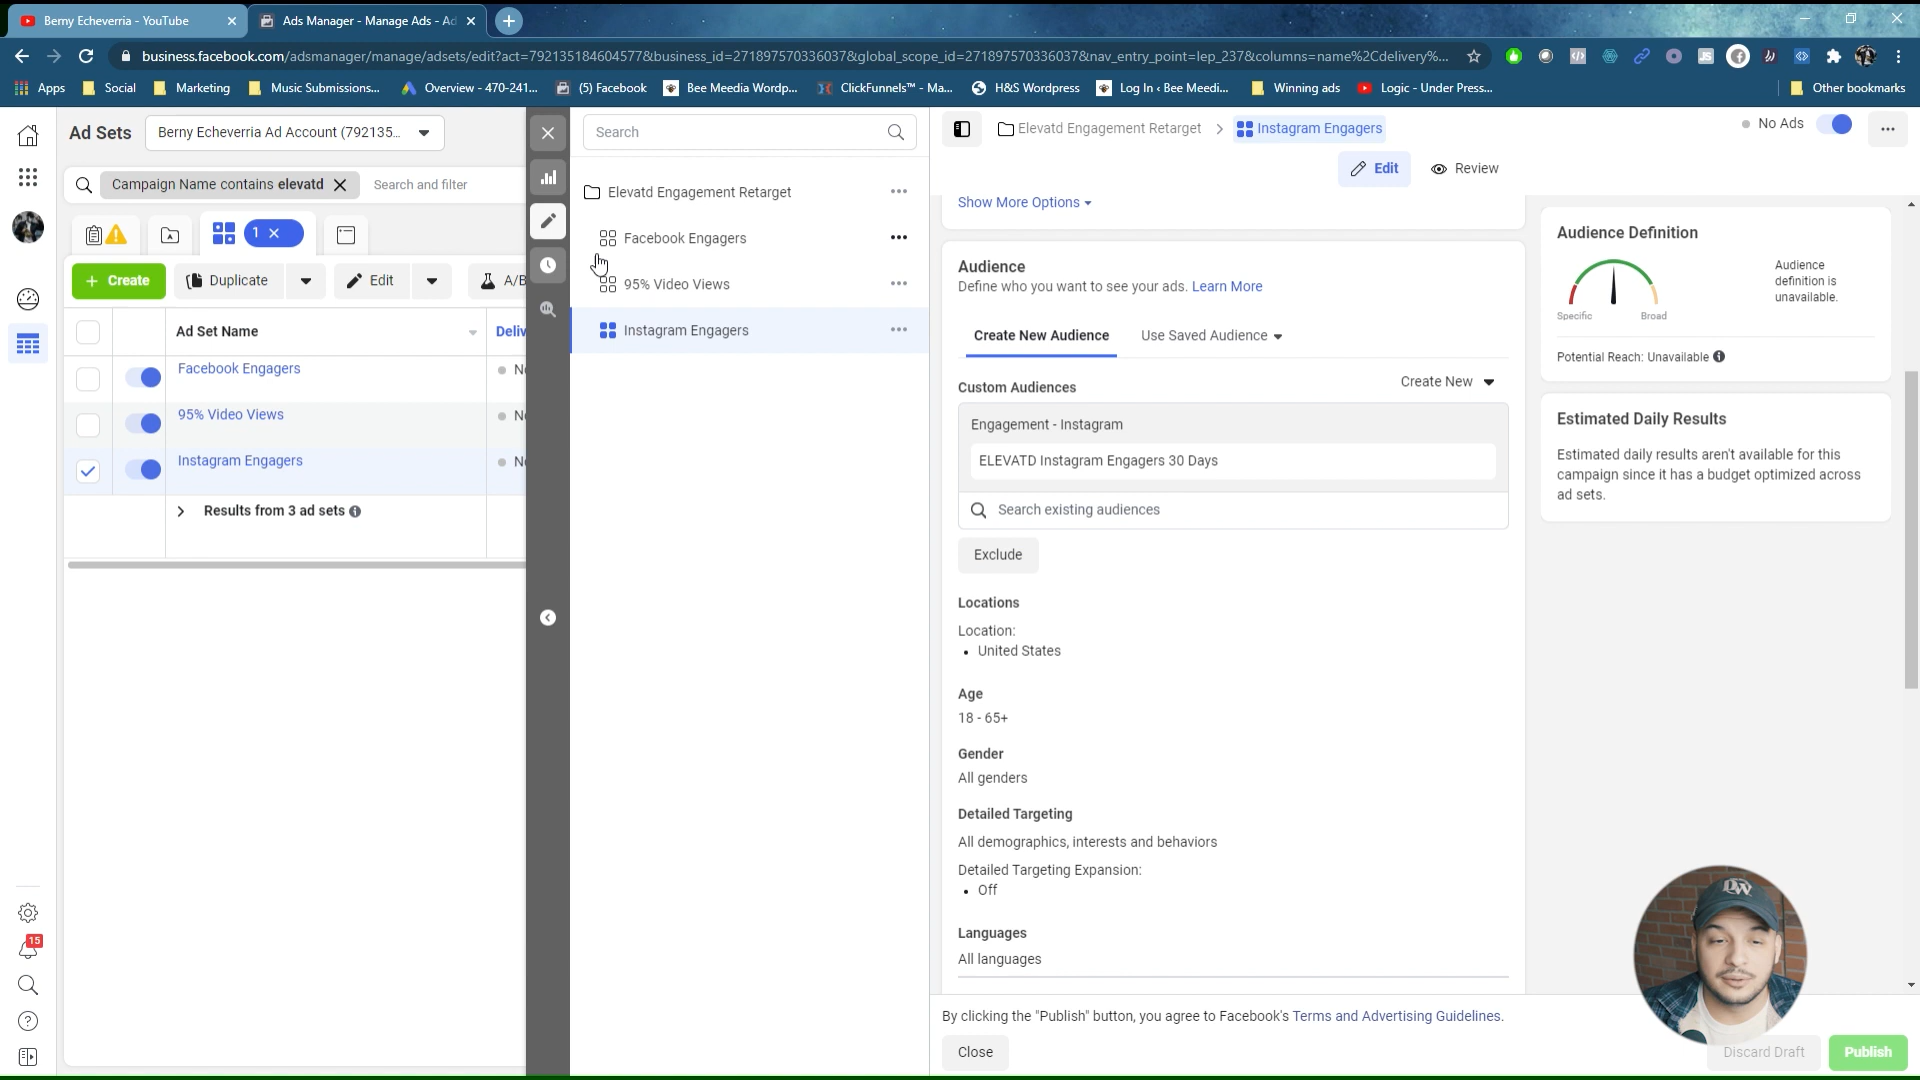 Berny Echeverria - YouTube
Ads Manager - Manage Ads - Ad
business.facebook.com/adsmanager/manage/adsets/edit?act=792135184604577&business_id=271897570336037&global_scope_id=271897570336037&nav_entry_point=lep_237&columns=name%2Cdelivery%...
Apps
Social
Marketing
Music Submissions...
Overview - 470-241...
(5) Facebook
Bee Meedia Wordp...
ClickFunnels™ - Ma...
H&S Wordpress
Log In ‹ Bee Meedi...
Winning ads
Logic - Under Press...
Other bookmarks
Ad Sets
Berny Echeverria Ad Account (792135...
Campaign Name contains elevatd
Search and filter
1
Create
Duplicate
Edit
A/B
Ad Set Name
Deliv
Facebook Engagers
95% Video Views
Instagram Engagers
Results from 3 ad sets
15
Search
Elevatd Engagement Retarget
Facebook Engagers
95% Video Views
Instagram Engagers
Elevatd Engagement Retarget
Instagram Engagers
No Ads
Edit
Review
Show More Options
Audience
Define who you want to see your ads. Learn More
Create New Audience
Use Saved Audience
Custom Audiences
Create New
Engagement - Instagram
ELEVATD Instagram Engagers 30 Days
Search existing audiences
Exclude
Locations
Location:
United States
Age
18 - 65+
Gender
All genders
Detailed Targeting
All demographics, interests and behaviors
Detailed Targeting Expansion:
Off
Languages
All languages
Audience Definition
Specific
Broad
Audience
definition is
unavailable.
Potential Reach: Unavailable
Estimated Daily Results
Estimated daily results aren't available for this
campaign since it has a budget optimized across
ad sets.
By clicking the "Publish" button, you agree to Facebook's Terms and Advertising Guidelines.
Close
Discard Draft
Publish